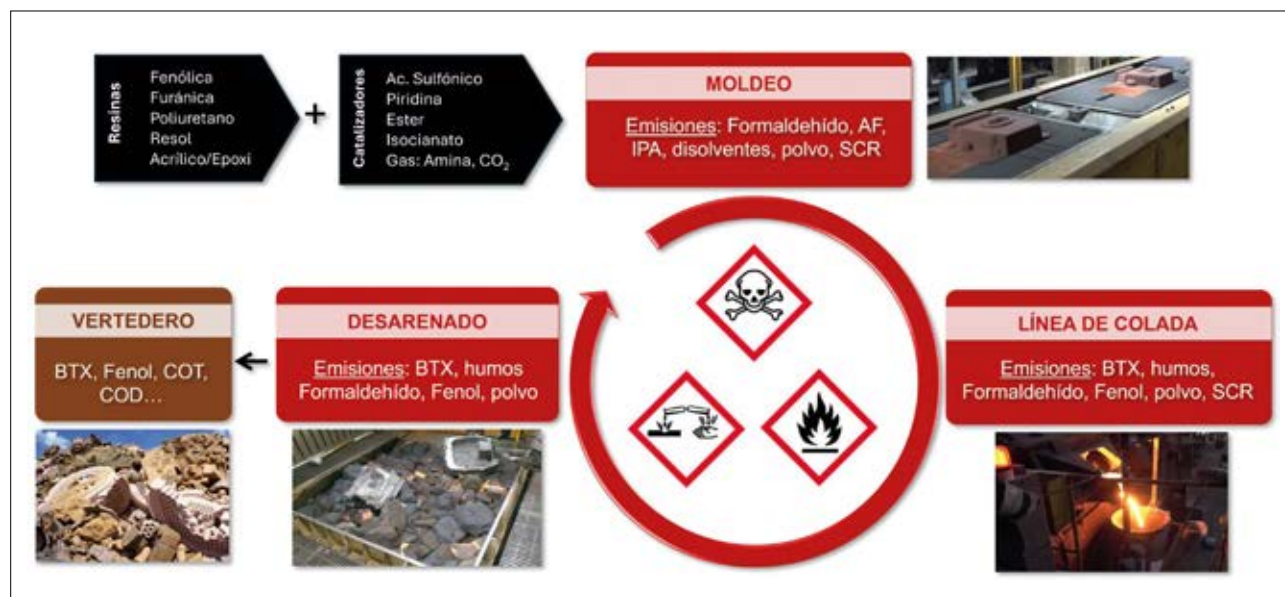 Resinas
Fenólica
Furánica
Poliuretano
Resol
Acrílico/Epoxi
+
Catalizadores
Ac. Sulfónico
Piridina
Ester
Isocianato
Gas: Amina, CO₂
MOLDEO
Emisiones: Formaldehído, AF,
IPA, disolventes, polvo, SCR
VERTEDERO
BTX, Fenol, COT,
COD...
DESARENADO
Emisiones: BTX, humos
Formaldehído, Fenol, polvo
LÍNEA DE COLADA
Emisiones: BTX, humos,
Formaldehído, Fenol, polvo, SCR